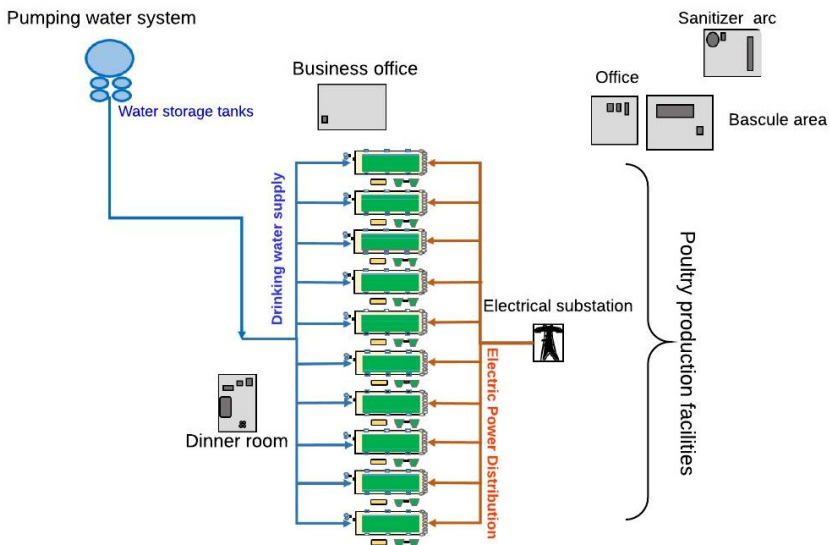 Pumping water system
Sanitizer arc
Business office
Office
Water storage tanks
Bascule area
Drinking water supply
Electrical substation
Poultry production facilities
Electric Power Distribution
Dinner room